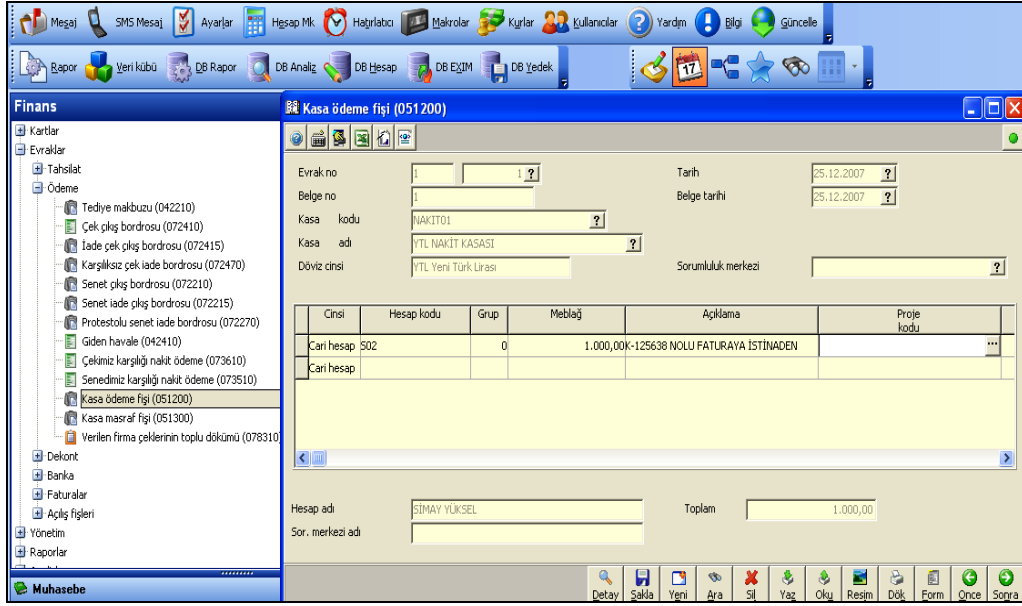 Mesaj SMS Mesaj Ayarlar Hesap Mk Hatırlatıcı Makrolar Kurlar Kullanıcılar Yardım Bilgi Güncelle
Rapor Veri kübü DB Rapor DB Analiz DB Hesap DB EXIM DB Yedek 17
Finans
Kartlar
Evraklar
Tahsilat
Ödeme
Tediye makbuzu (042210)
Çek çıkış bordrosu (072410)
İade çek çıkış bordrosu (072415)
Karşılıksız çek iade bordrosu (072470)
Senet çıkış bordrosu (072210)
Senet iade çıkış bordrosu (072215)
Protestolu senet iade bordrosu (072270)
Giden havale (042410)
Çekimiz karşılığı nakit ödeme (073610)
Senedimiz karşılığı nakit ödeme (073510)
Kasa ödeme fişi (051200)
Kasa masraf fişi (051300)
Verilen firma çeklerinin toplu dökümü (078310
Dekont
Banka
Faturalar
Açılış fişleri
Yönetim
Raporlar
Muhasebe
Kasa ödeme fişi (051200)
Evrak no 1 1 ? Tarih 25.12.2007 ?
Belge no 1 Belge tarihi 25.12.2007 ?
Kasa kodu NAKIT01 ?
Kasa adı YTL NAKİT KASASI ?
Döviz cinsi YTL Yeni Türk Lirası Sorumluluk merkezi ?
Cinsi Hesap kodu Grup Meblağ Açıklama Proje kodu
Cari hesap S02 0 1.000,00 K-125638 NOLU FATURAYA İSTİNADEN ...
Cari hesap
Hesap adı SİMAY YÜKSEL Toplam 1.000,00
Sor. merkezi adı
Detay Sakla Yeni Ara Sil Yaz Oku Resim Dök Form Önce Sonra